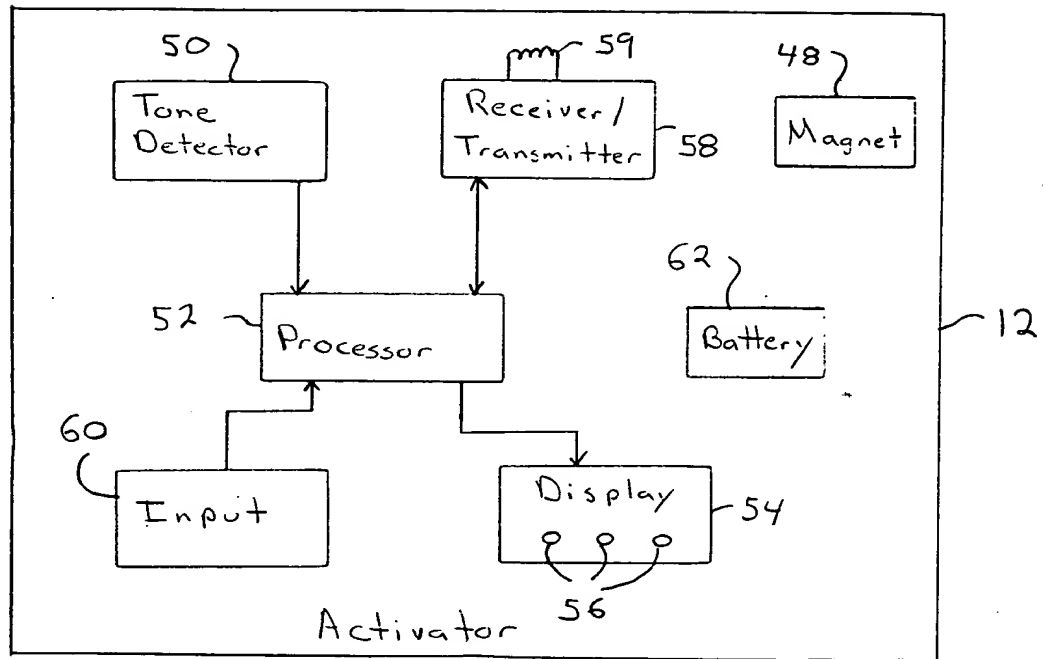 50
59
48
Tone
Detector
Receiver/
Transmitter
58
Magnet
62
52
Processor
Battery
12
60
Input
Display
54
56
Activator